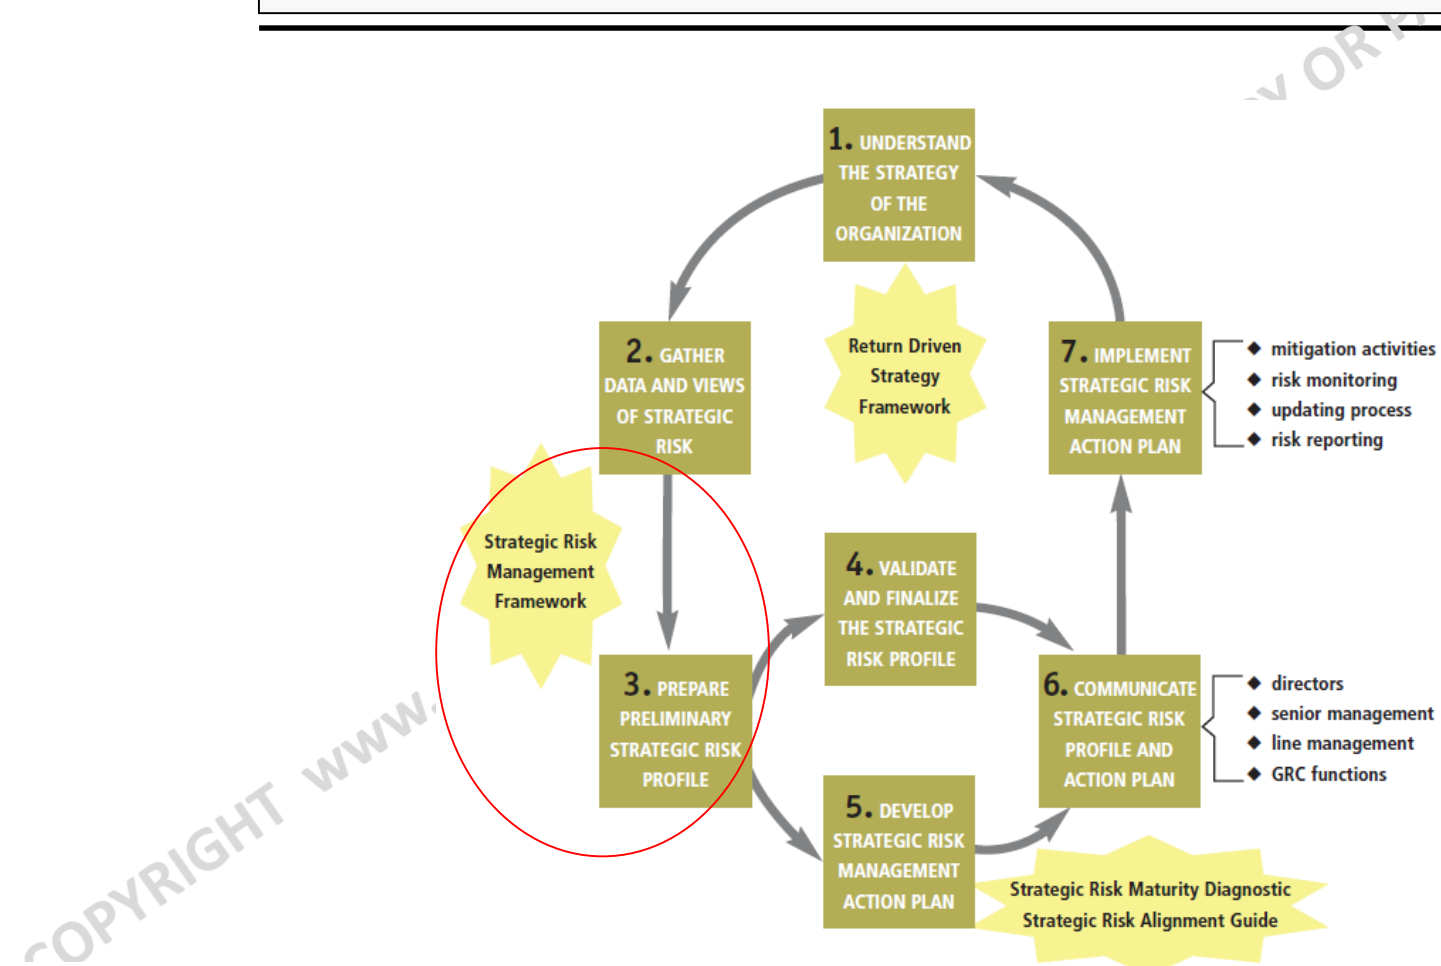 1. UNDERSTAND
THE STRATEGY
OF THE
ORGANIZATION
2. GATHER
DATA AND VIEWS
OF STRATEGIC
RISK
Return Driven
Strategy
Framework
7. IMPLEMENT
STRATEGIC RISK
MANAGEMENT
ACTION PLAN
◆ mitigation activities
◆ risk monitoring
◆ updating process
◆ risk reporting
Strategic Risk
Management
Framework
3. PREPARE
PRELIMINARY
STRATEGIC RISK
PROFILE
4. VALIDATE
AND FINALIZE
THE STRATEGIC
RISK PROFILE
5. DEVELOP
STRATEGIC RISK
MANAGEMENT
ACTION PLAN
6. COMMUNICATE
STRATEGIC RISK
PROFILE AND
ACTION PLAN
◆ directors
◆ senior management
◆ line management
◆ GRC functions
Strategic Risk Maturity Diagnostic
Strategic Risk Alignment Guide
COPYRIGHT www.
OR